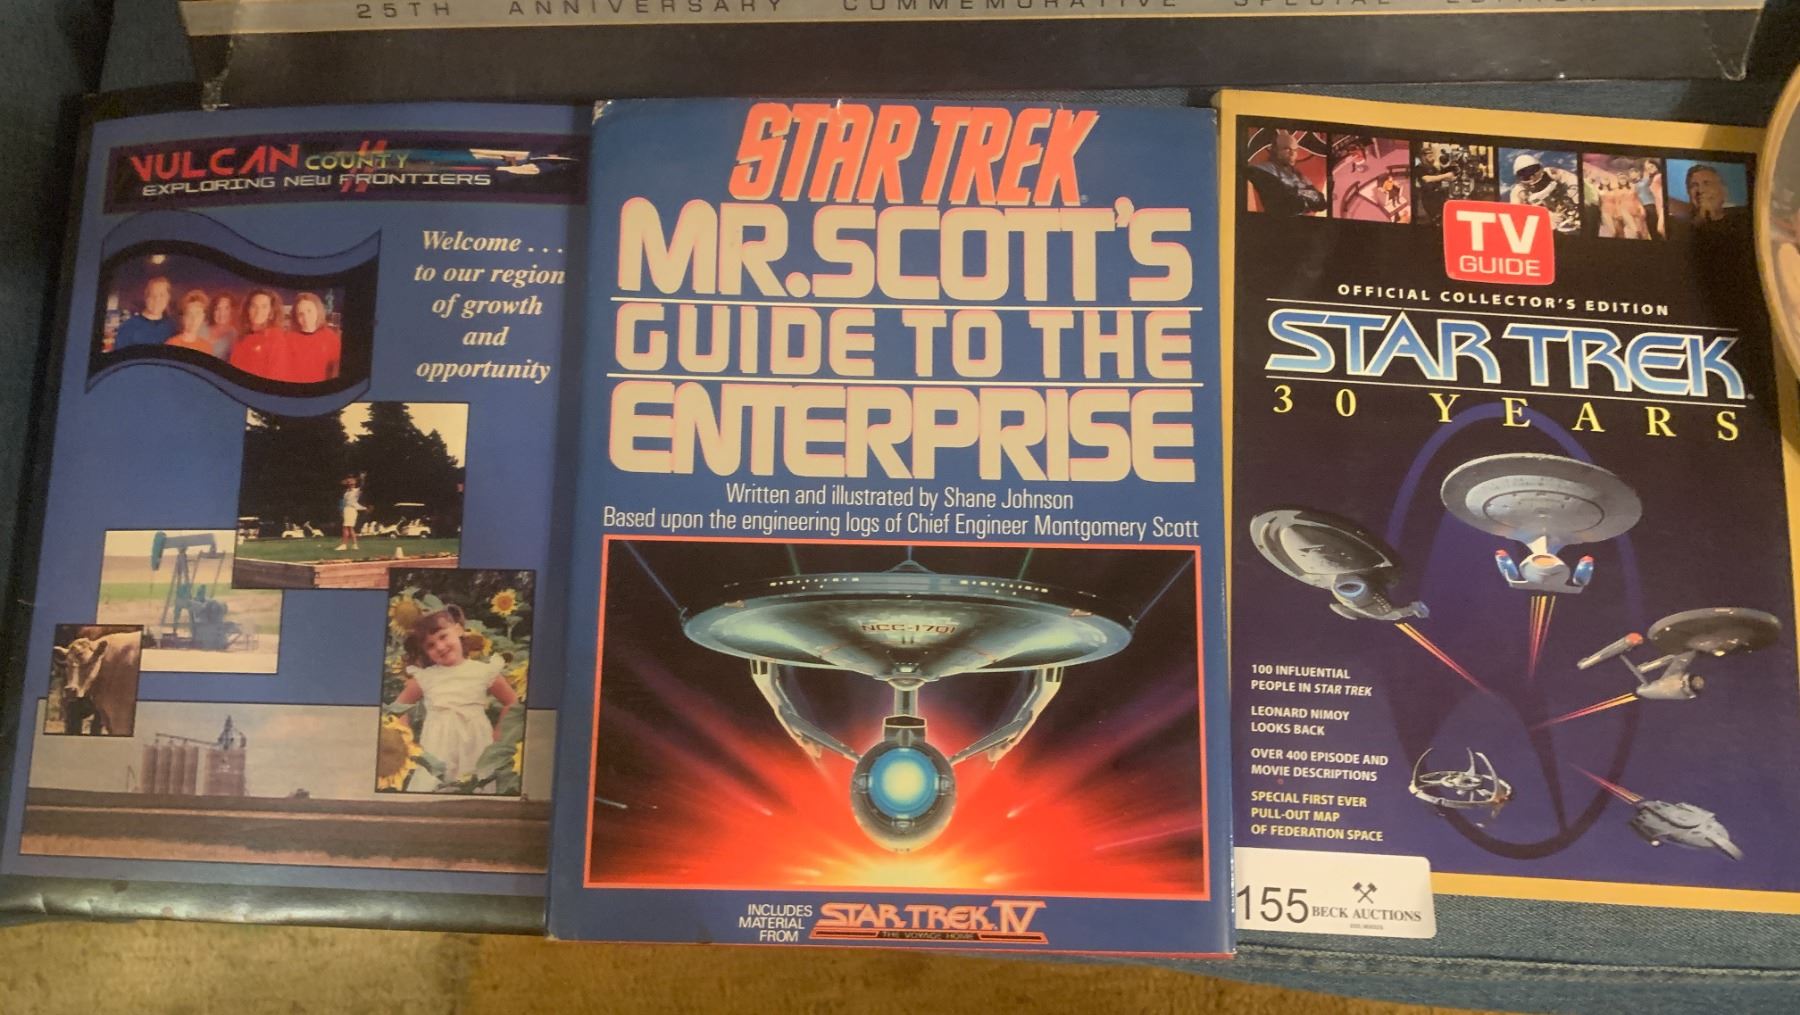 25TH ANNIVERSARY COMMEMORATIVE SPECIAL EDITION
VULCAN COUNTY
EXPLORING NEW FRONTIERS
Welcome . . .
to our region
of growth
and
opportunity
STAR TREK
MR. SCOTT'S
GUIDE TO THE
ENTERPRISE
Written and illustrated by Shane Johnson
Based upon the engineering logs of Chief Engineer Montgomery Scott
NCC-1701
INCLUDES
MATERIAL
FROM
STAR TREK IV
THE VOYAGE HOME
TV
GUIDE
OFFICIAL COLLECTOR'S EDITION
STAR TREK
30 YEARS
100 INFLUENTIAL
PEOPLE IN STAR TREK
LEONARD NIMOY
LOOKS BACK
OVER 400 EPISODE AND
MOVIE DESCRIPTIONS
SPECIAL FIRST EVER
PULL-OUT MAP
OF FEDERATION SPACE
155 BECK AUCTIONS